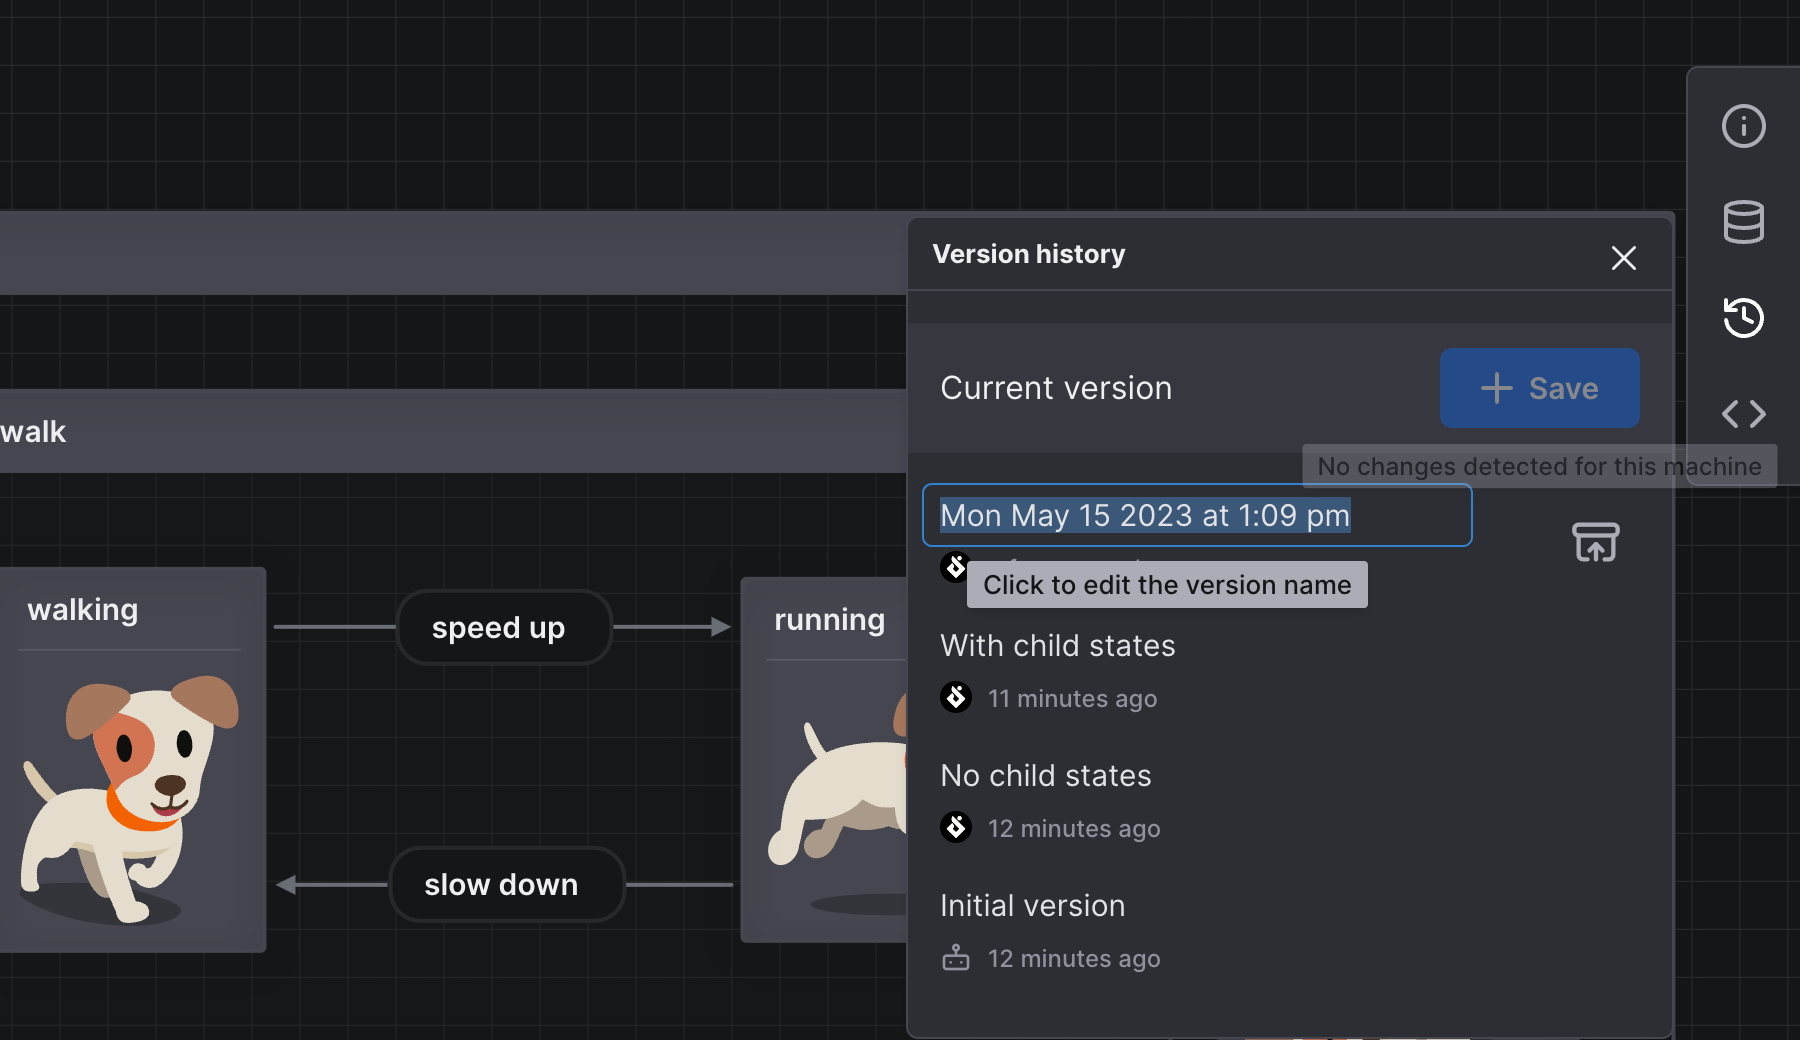 Version history
Current version
Save
No changes detected for this machine
walk
Mon May 15 2023 at 1:09 pm
Click to edit the version name
walking
speed up
running
With child states
11 minutes ago
No child states
12 minutes ago
slow down
Initial version
12 minutes ago